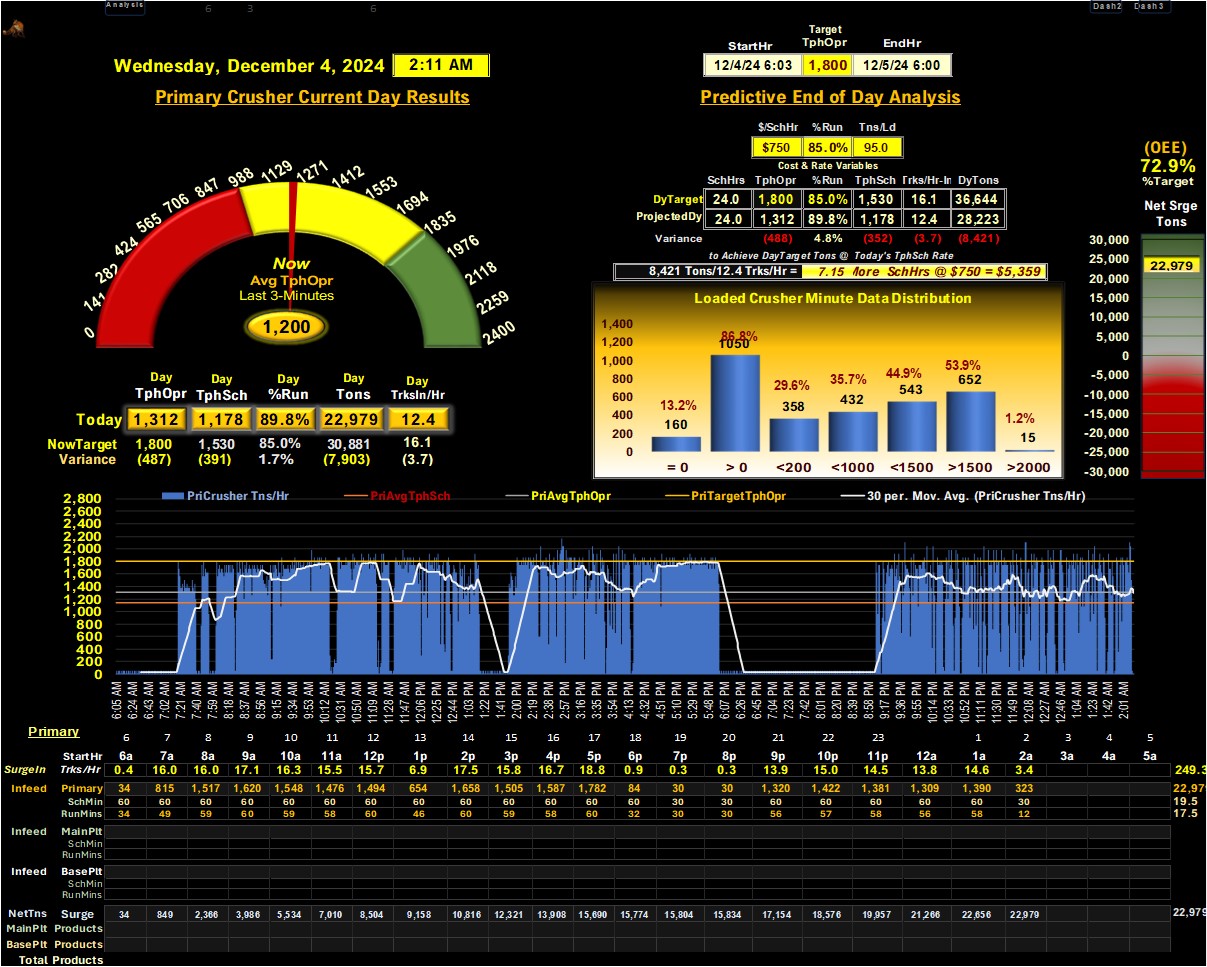 Analysis 6 3 6 Dash2 Dash3
Target
StartHr TphOpr EndHr
Wednesday, December 4, 2024 2:11 AM 12/4/24 6:03 1,800 12/5/24 6:00
Primary Crusher Current Day Results Predictive End of Day Analysis
$/SchHr %Run Tns/Ld
$750 85.0% 95.0
Cost & Rate Variables
(OEE)
72.9%
%Target
SchHrs TphOpr %Run TphSch Trks/Hr-In DyTons
DyTarget 24.0 1,800 85.0% 1,530 16.1 36,644
ProjectedDy 24.0 1,312 89.8% 1,178 12.4 28,223
Variance (488) 4.8% (352) (3.7) (8,421)
to Achieve DayTarget Tons @ Today's TphSch Rate
8,421 Tons/12.4 Trks/Hr = 7.15 More SchHrs @ $750 = $5,359
Net Srge
Tons
30,000
25,000
22,979
20,000
15,000
10,000
5,000
0
-5,000
-10,000
-15,000
-20,000
-25,000
-30,000
0 141 282 424 565 706 847 988 1129 1271 1412 1553 1694 1835 1976 2118 2259 2400
Now
Avg TphOpr
Last 3-Minutes
1,200
Loaded Crusher Minute Data Distribution
1,400
1,200
1,000
800
600
400
200
0
13.2% 86.8% 29.6% 35.7% 44.9% 53.9% 1.2%
160 1050 358 432 543 652 15
= 0 > 0 <200 <1000 <1500 >1500 >2000
Day Day Day Day Day
TphOpr TphSch %Run Tons TrksIn/Hr
Today 1,312 1,178 89.8% 22,979 12.4
NowTarget 1,800 1,530 85.0% 30,881 16.1
Variance (487) (391) 1.7% (7,903) (3.7)
PriCrusher Tns/Hr PriAvgTphSch PriAvgTphOpr PriTargetTphOpr 30 per. Mov. Avg. (PriCrusher Tns/Hr)
2,800
2,600
2,400
2,200
2,000
1,800
1,600
1,400
1,200
1,000
800
600
400
200
0
6:05 AM 6:24 AM 6:43 AM 7:02 AM 7:21 AM 7:40 AM 7:59 AM 8:18 AM 8:37 AM 8:56 AM 9:15 AM 9:34 AM 9:53 AM 10:12 AM 10:31 AM 10:50 AM 11:09 AM 11:28 AM 11:47 AM 12:06 PM 12:25 PM 12:44 PM 1:03 PM 1:22 PM 1:41 PM 2:00 PM 2:19 PM 2:38 PM 2:57 PM 3:16 PM 3:35 PM 3:54 PM 4:13 PM 4:32 PM 4:51 PM 5:10 PM 5:29 PM 5:48 PM 6:07 PM 6:26 PM 6:45 PM 7:04 PM 7:23 PM 7:42 PM 8:01 PM 8:20 PM 8:39 PM 8:58 PM 9:17 PM 9:36 PM 9:55 PM 10:14 PM 10:33 PM 10:52 PM 11:11 PM 11:30 PM 11:49 PM 12:08 AM 12:27 AM 12:46 AM 1:04 AM 1:23 AM 1:42 AM 2:01 AM
Primary 6 7 8 9 10 11 12 13 14 15 16 17 18 19 20 21 22 23 1 2 3 4 5
StartHr 6a 7a 8a 9a 10a 11a 12p 1p 2p 3p 4p 5p 6p 7p 8p 9p 10p 11p 12a 1a 2a 3a 4a 5a
SurgeIn Trks/Hr 0.4 16.0 16.0 17.1 16.3 15.5 15.7 6.9 17.5 15.8 16.7 18.8 0.9 0.3 0.3 13.9 15.0 14.5 13.8 14.6 3.4 249.3
Infeed Primary 34 815 1,517 1,620 1,548 1,476 1,494 654 1,658 1,505 1,587 1,782 84 30 30 1,320 1,422 1,381 1,309 1,390 323 22,979
SchMin 60 60 60 60 60 60 60 60 60 60 60 60 60 60 60 60 60 60 60 60 30 19.5
RunMins 34 49 59 60 59 58 60 46 60 59 58 60 32 30 30 56 57 58 56 58 12 17.5
Infeed MainPlt
SchMin
RunMins
Infeed BasePlt
SchMin
RunMins
NetTns Surge 34 849 2,366 3,986 5,534 7,010 8,504 9,158 10,816 12,321 13,908 15,690 15,774 15,804 15,834 17,154 18,576 19,957 21,266 22,656 22,979 22,979
MainPlt Products
BasePlt Products
Total Products